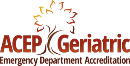 ACEP Geriatric
Emergency Department Accreditation